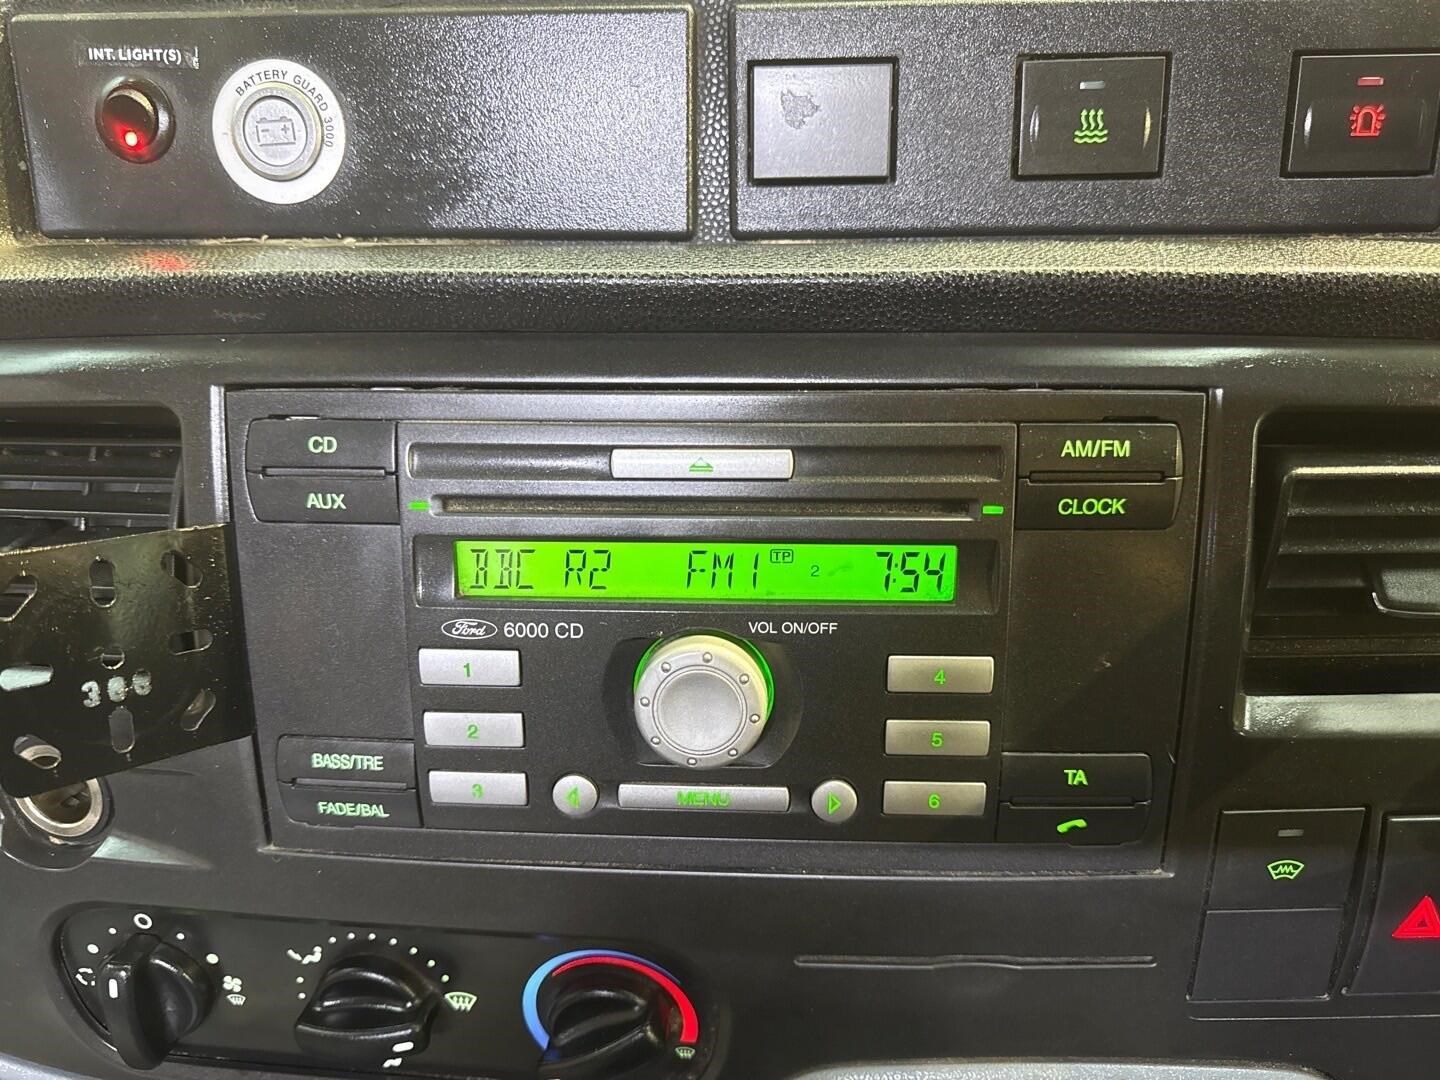 INT. LIGHT(S)
BATTERY GUARD 3000
CD
AUX
AM/FM
CLOCK
BBC R2 FM1 TP 2 7:54
Ford 6000 CD
VOL ON/OFF
1
2
3
4
5
6
BASS/TRE
FADE/BAL
MENU
TA